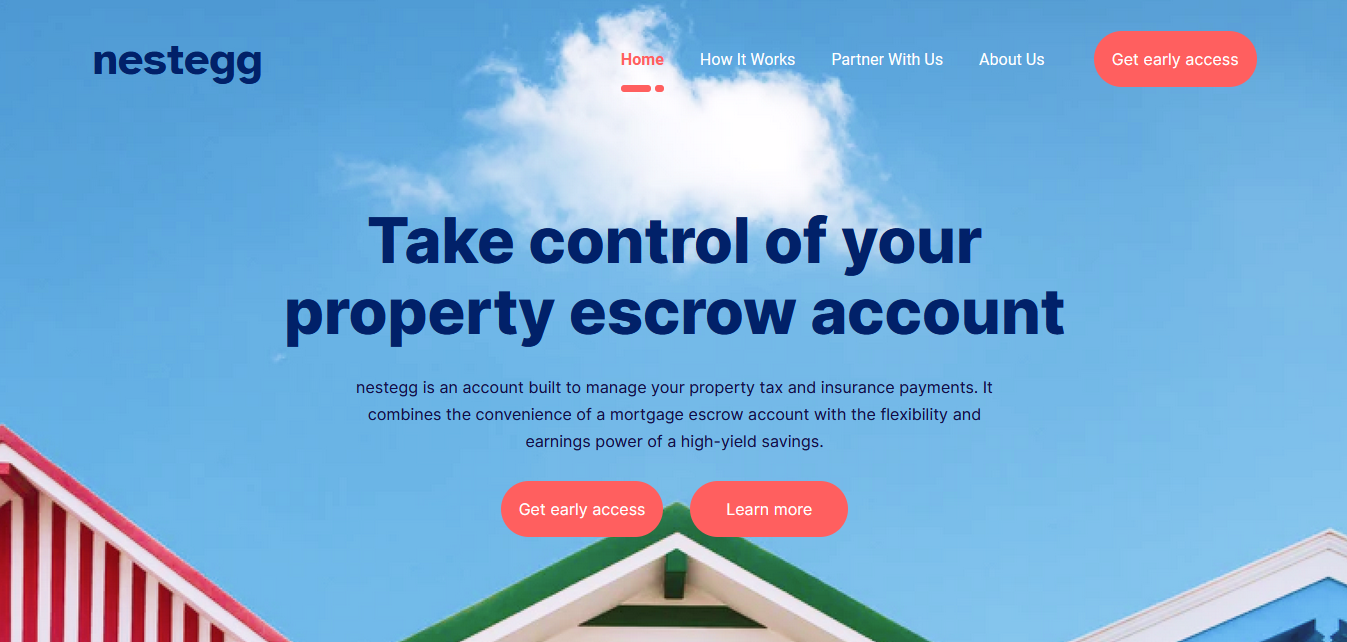 nestegg
Home
How It Works
Partner With Us
About Us
Get early access
Take control of your
property escrow account
nestegg is an account built to manage your property tax and insurance payments. It
combines the convenience of a mortgage escrow account with the flexibility and
earnings power of a high-yield savings.
Get early access
Learn more